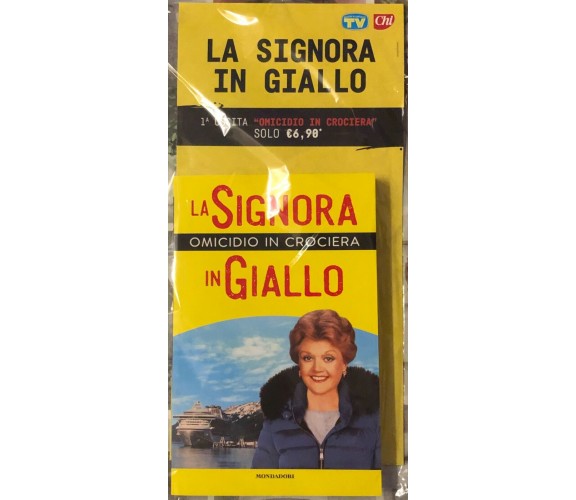 TV
Chi
LA SIGNORA
IN GIALLO
1ª USCITA "OMICIDIO IN CROCIERA"
SOLO €6,90*
LA SIGNORA
OMICIDIO IN CROCIERA
IN GIALLO
MONDADORI